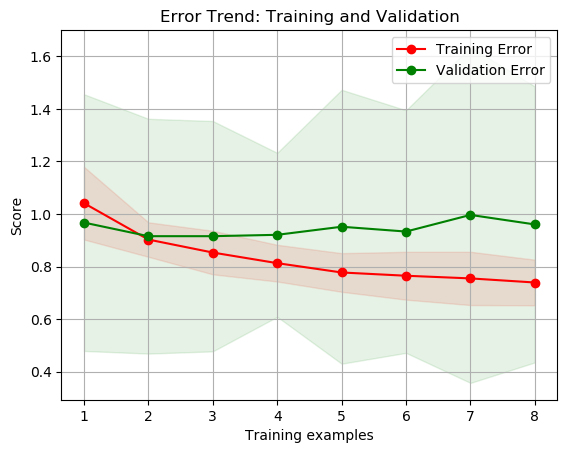 Error Trend: Training and Validation
Training Error
Validation Error
1.6
1.4
1.2
1.0
0.8
0.6
0.4
Score
1 2 3 4 5 6 7 8
Training examples